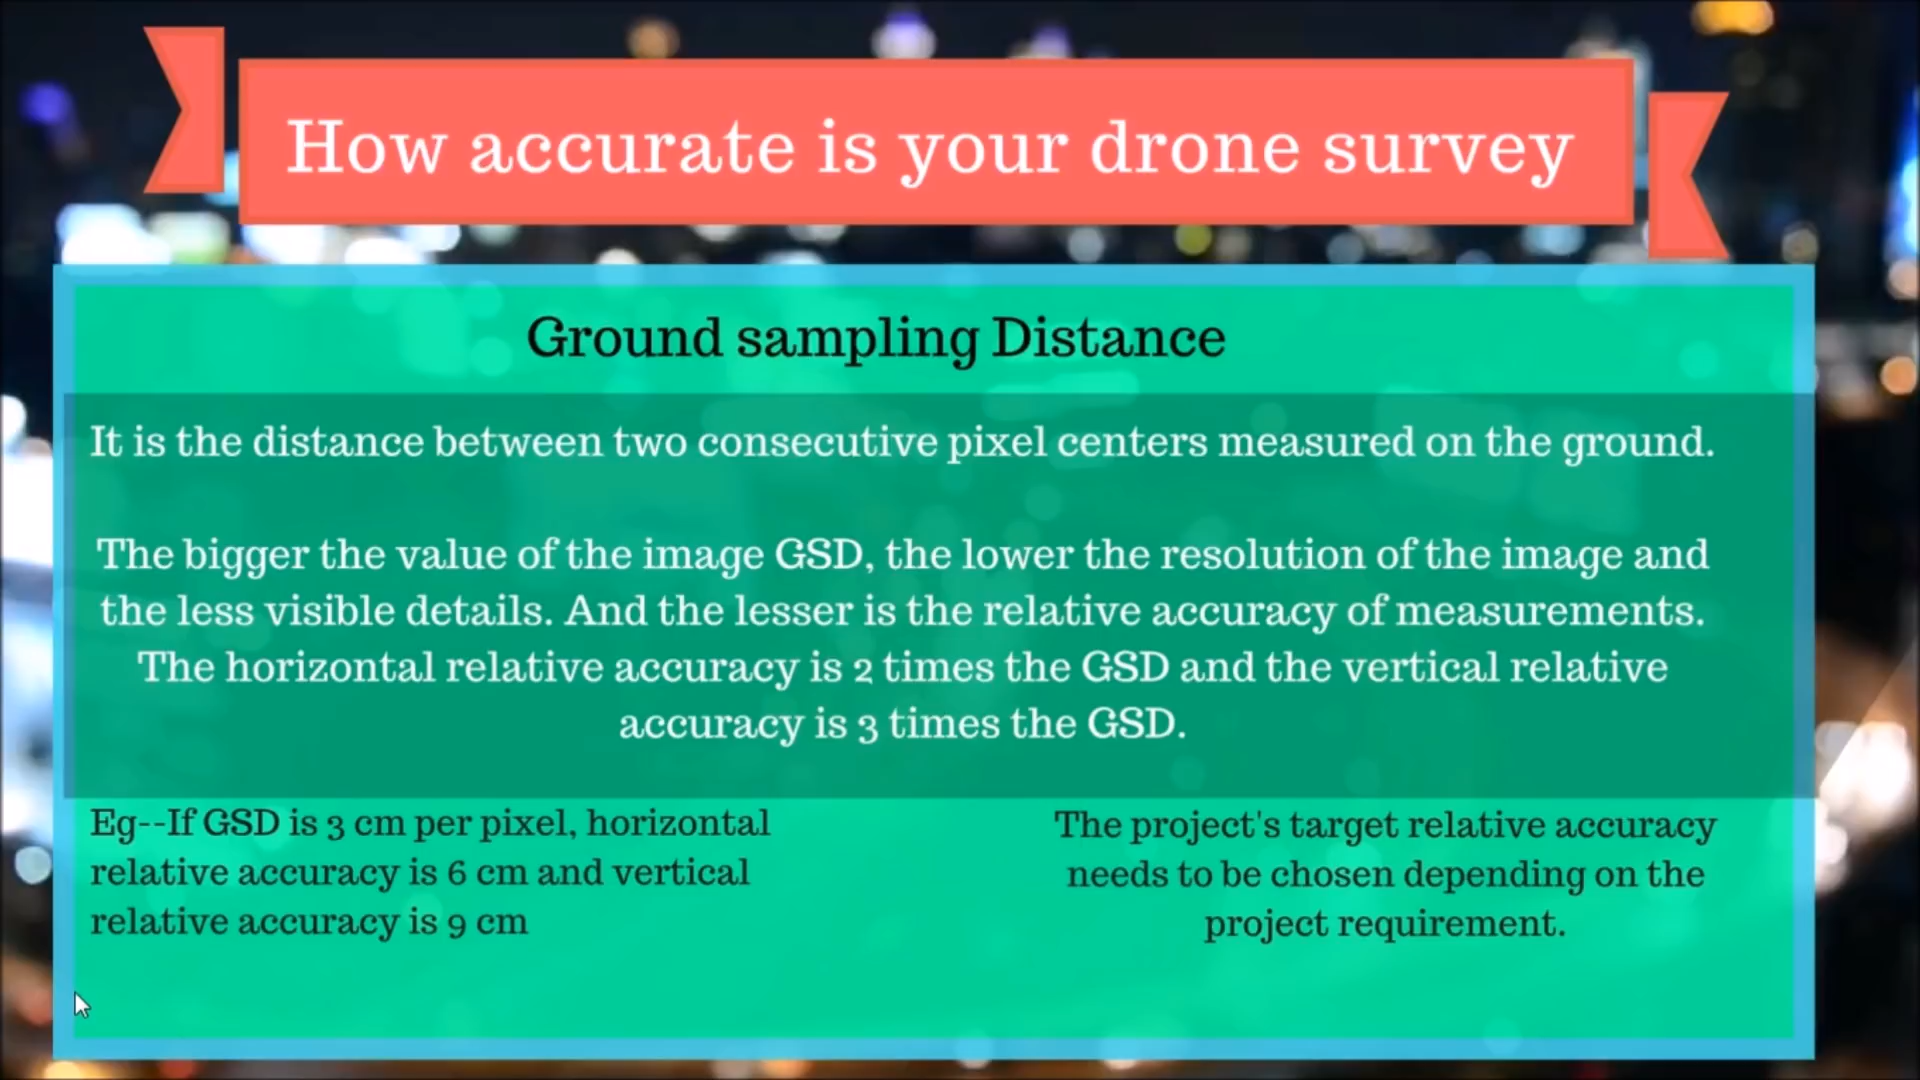 How accurate is your drone survey
Ground sampling Distance
It is the distance between two consecutive pixel centers measured on the ground.
The bigger the value of the image GSD, the lower the resolution of the image and
the less visible details. And the lesser is the relative accuracy of measurements.
The horizontal relative accuracy is 2 times the GSD and the vertical relative
accuracy is 3 times the GSD.
Eg--If GSD is 3 cm per pixel, horizontal
relative accuracy is 6 cm and vertical
relative accuracy is 9 cm
The project's target relative accuracy
needs to be chosen depending on the
project requirement.